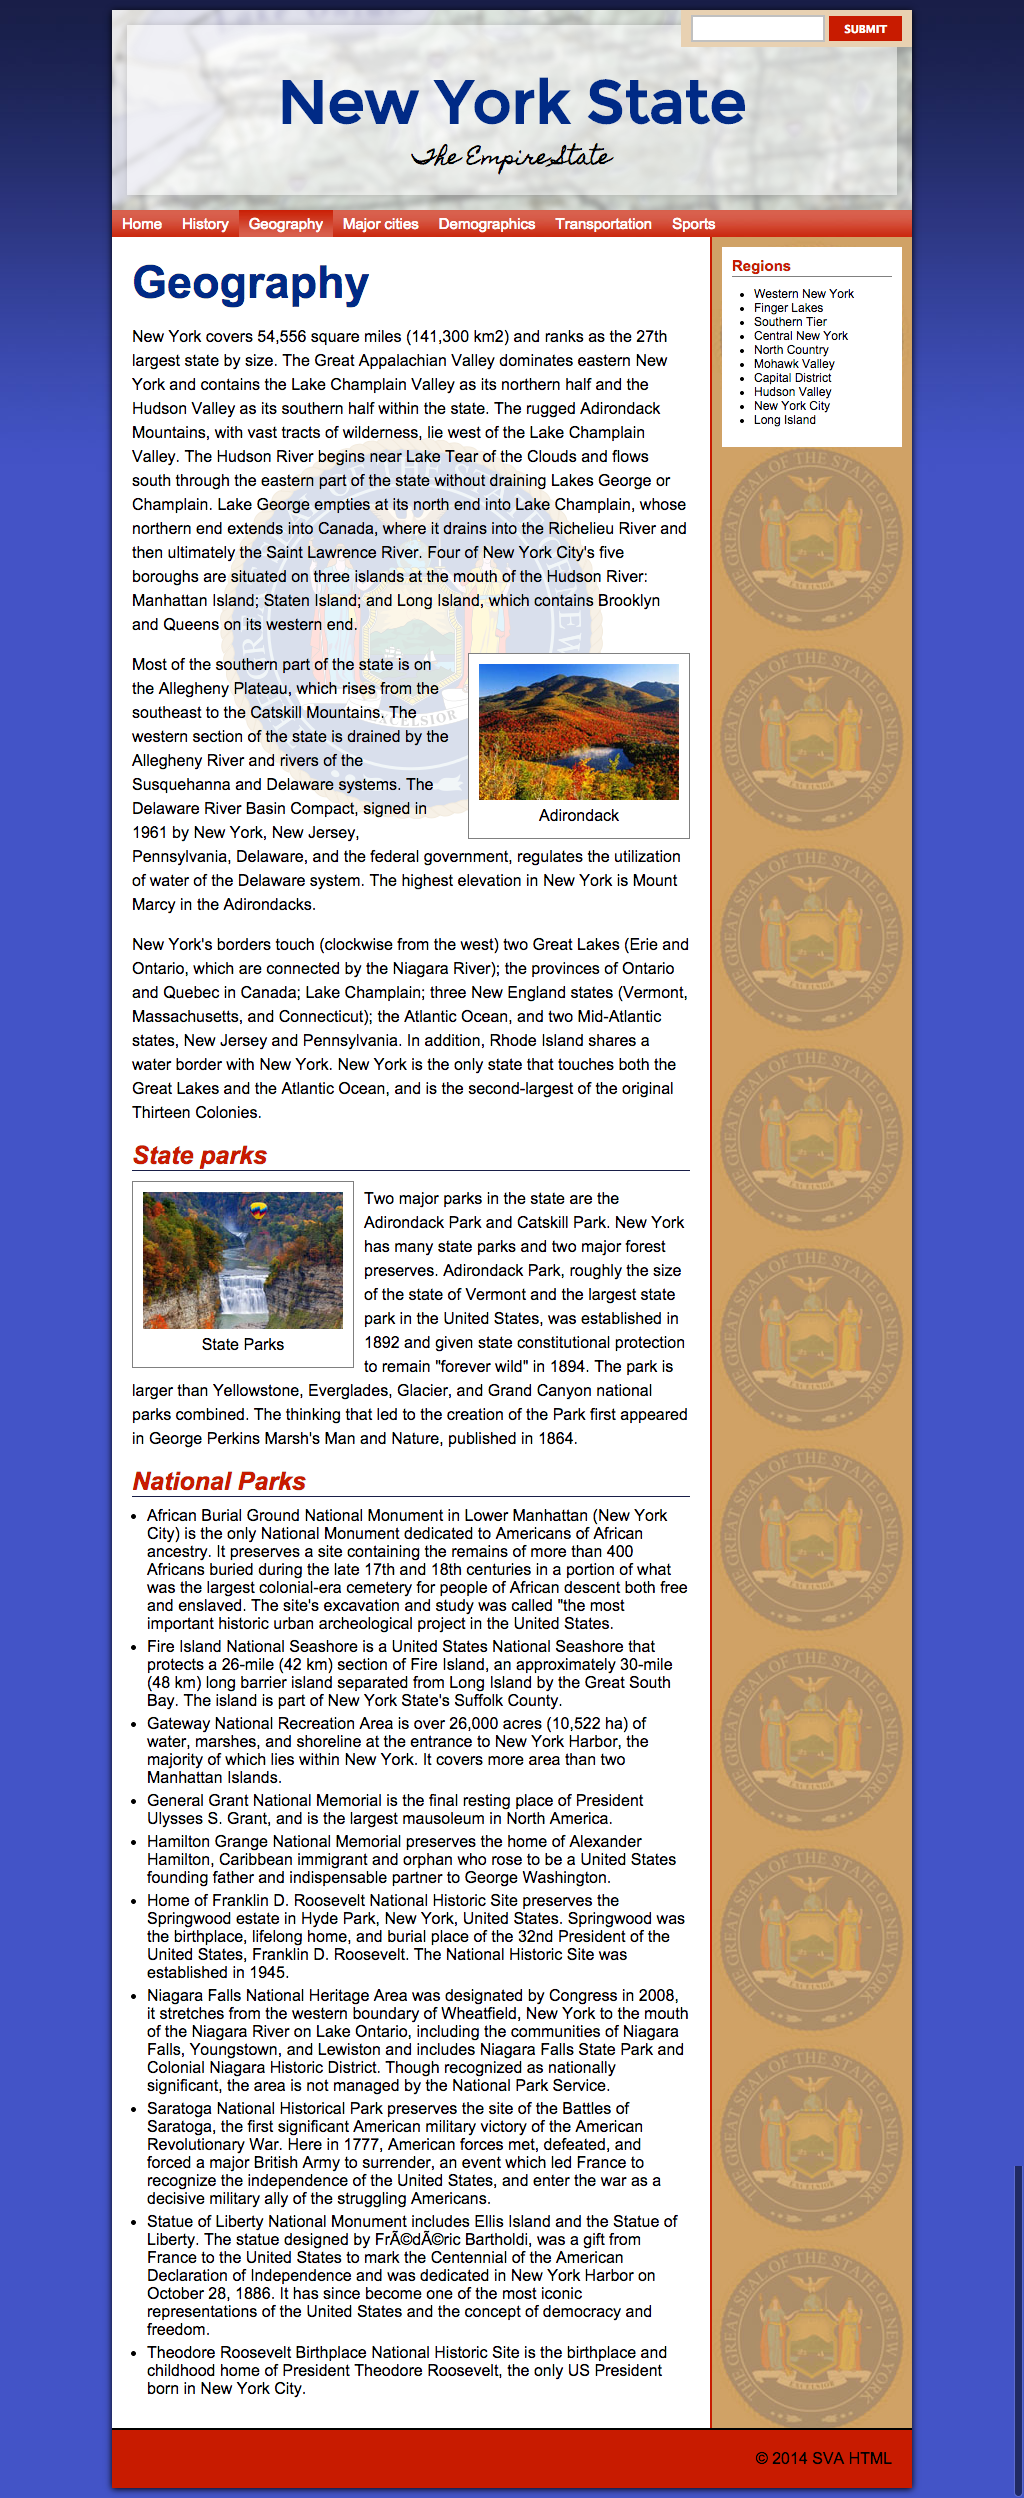 SUBMIT
New York State
The Empire State
Home History Geography Major cities Demographics Transportation Sports
Geography
New York covers 54,556 square miles (141,300 km2) and ranks as the 27th
largest state by size. The Great Appalachian Valley dominates eastern New
York and contains the Lake Champlain Valley as its northern half and the
Hudson Valley as its southern half within the state. The rugged Adirondack
Mountains, with vast tracts of wilderness, lie west of the Lake Champlain
Valley. The Hudson River begins near Lake Tear of the Clouds and flows
south through the eastern part of the state without draining Lakes George or
Champlain. Lake George empties at its north end into Lake Champlain, whose
northern end extends into Canada, where it drains into the Richelieu River and
then ultimately the Saint Lawrence River. Four of New York City's five
boroughs are situated on three islands at the mouth of the Hudson River:
Manhattan Island; Staten Island; and Long Island, which contains Brooklyn
and Queens on its western end.
Most of the southern part of the state is on
the Allegheny Plateau, which rises from the
southeast to the Catskill Mountains. The
western section of the state is drained by the
Allegheny River and rivers of the
Susquehanna and Delaware systems. The
Delaware River Basin Compact, signed in
1961 by New York, New Jersey,
Pennsylvania, Delaware, and the federal government, regulates the utilization
of water of the Delaware system. The highest elevation in New York is Mount
Marcy in the Adirondacks.
Adirondack
New York's borders touch (clockwise from the west) two Great Lakes (Erie and
Ontario, which are connected by the Niagara River); the provinces of Ontario
and Quebec in Canada; Lake Champlain; three New England states (Vermont,
Massachusetts, and Connecticut); the Atlantic Ocean, and two Mid-Atlantic
states, New Jersey and Pennsylvania. In addition, Rhode Island shares a
water border with New York. New York is the only state that touches both the
Great Lakes and the Atlantic Ocean, and is the second-largest of the original
Thirteen Colonies.
State parks
State Parks
Two major parks in the state are the
Adirondack Park and Catskill Park. New York
has many state parks and two major forest
preserves. Adirondack Park, roughly the size
of the state of Vermont and the largest state
park in the United States, was established in
1892 and given state constitutional protection
to remain "forever wild" in 1894. The park is
larger than Yellowstone, Everglades, Glacier, and Grand Canyon national
parks combined. The thinking that led to the creation of the Park first appeared
in George Perkins Marsh's Man and Nature, published in 1864.
National Parks
• African Burial Ground National Monument in Lower Manhattan (New York
City) is the only National Monument dedicated to Americans of African
ancestry. It preserves a site containing the remains of more than 400
Africans buried during the late 17th and 18th centuries in a portion of what
was the largest colonial-era cemetery for people of African descent both free
and enslaved. The site's excavation and study was called "the most
important historic urban archeological project in the United States.
• Fire Island National Seashore is a United States National Seashore that
protects a 26-mile (42 km) section of Fire Island, an approximately 30-mile
(48 km) long barrier island separated from Long Island by the Great South
Bay. The island is part of New York State's Suffolk County.
• Gateway National Recreation Area is over 26,000 acres (10,522 ha) of
water, marshes, and shoreline at the entrance to New York Harbor, the
majority of which lies within New York. It covers more area than two
Manhattan Islands.
• General Grant National Memorial is the final resting place of President
Ulysses S. Grant, and is the largest mausoleum in North America.
• Hamilton Grange National Memorial preserves the home of Alexander
Hamilton, Caribbean immigrant and orphan who rose to be a United States
founding father and indispensable partner to George Washington.
• Home of Franklin D. Roosevelt National Historic Site preserves the
Springwood estate in Hyde Park, New York, United States. Springwood was
the birthplace, lifelong home, and burial place of the 32nd President of the
United States, Franklin D. Roosevelt. The National Historic Site was
established in 1945.
• Niagara Falls National Heritage Area was designated by Congress in 2008,
it stretches from the western boundary of Wheatfield, New York to the mouth
of the Niagara River on Lake Ontario, including the communities of Niagara
Falls, Youngstown, and Lewiston and includes Niagara Falls State Park and
Colonial Niagara Historic District. Though recognized as nationally
significant, the area is not managed by the National Park Service.
• Saratoga National Historical Park preserves the site of the Battles of
Saratoga, the first significant American military victory of the American
Revolutionary War. Here in 1777, American forces met, defeated, and
forced a major British Army to surrender, an event which led France to
recognize the independence of the United States, and enter the war as a
decisive military ally of the struggling Americans.
• Statue of Liberty National Monument includes Ellis Island and the Statue of
Liberty. The statue designed by FrÃ©dÃ©ric Bartholdi, was a gift from
France to the United States to mark the Centennial of the American
Declaration of Independence and was dedicated in New York Harbor on
October 28, 1886. It has since become one of the most iconic
representations of the United States and the concept of democracy and
freedom.
• Theodore Roosevelt Birthplace National Historic Site is the birthplace and
childhood home of President Theodore Roosevelt, the only US President
born in New York City.
Regions
• Western New York
• Finger Lakes
• Southern Tier
• Central New York
• North Country
• Mohawk Valley
• Capital District
• Hudson Valley
• New York City
• Long Island
THE GREAT SEAL OF THE STATE OF NEW YORK
EXCELSIOR
© 2014 SVA HTML